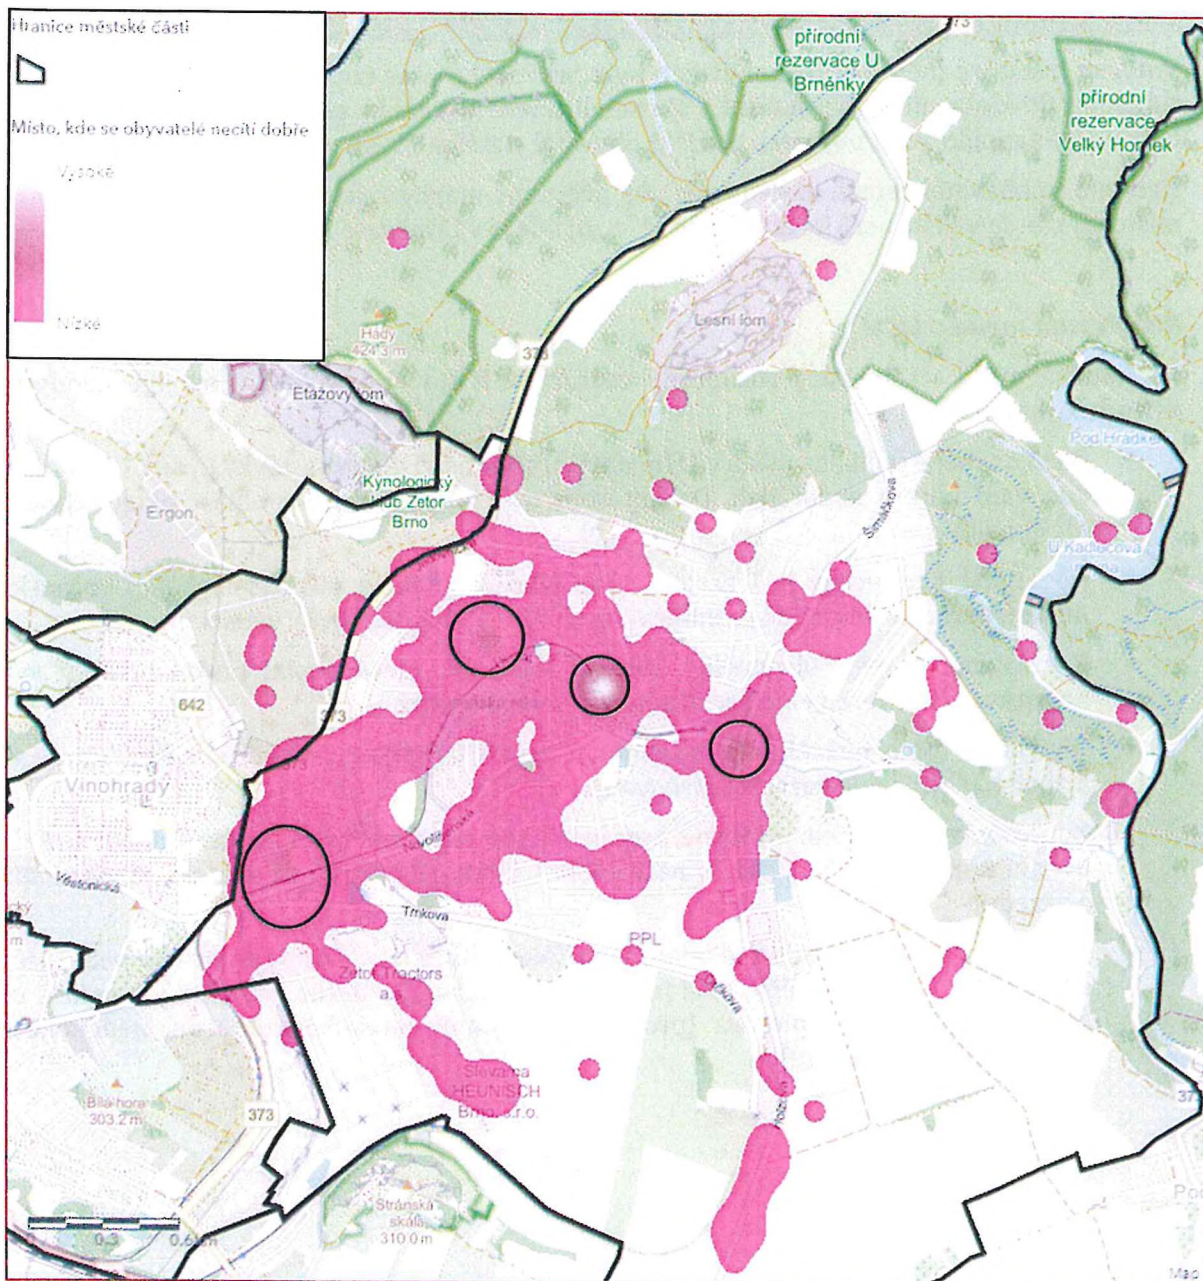 Hranice městské části
Místo, kde se obyvatelé necítí dobře
Vysoké
Nízké
přírodní
rezervace U
Brněnky
přírodní
rezervace
Velký Hornek
373
Lesní lom
Hády
424.3 m
373
Etážový lom
Kynologický
klub Zetor
Brno
Ergon
Šimáčkova
Pod Hrádkem
U Kadlecova
642
373
Vinohrady
Věstonická
Novolíšeňská
Trnkova
PPL
Zetor Tractors
a.s.
Slévárna
HEUNISCH
Brno, s.r.o.
Holzova
Bílá hora
303.2 m
373
Stránská
skála
310.0 m
0.3